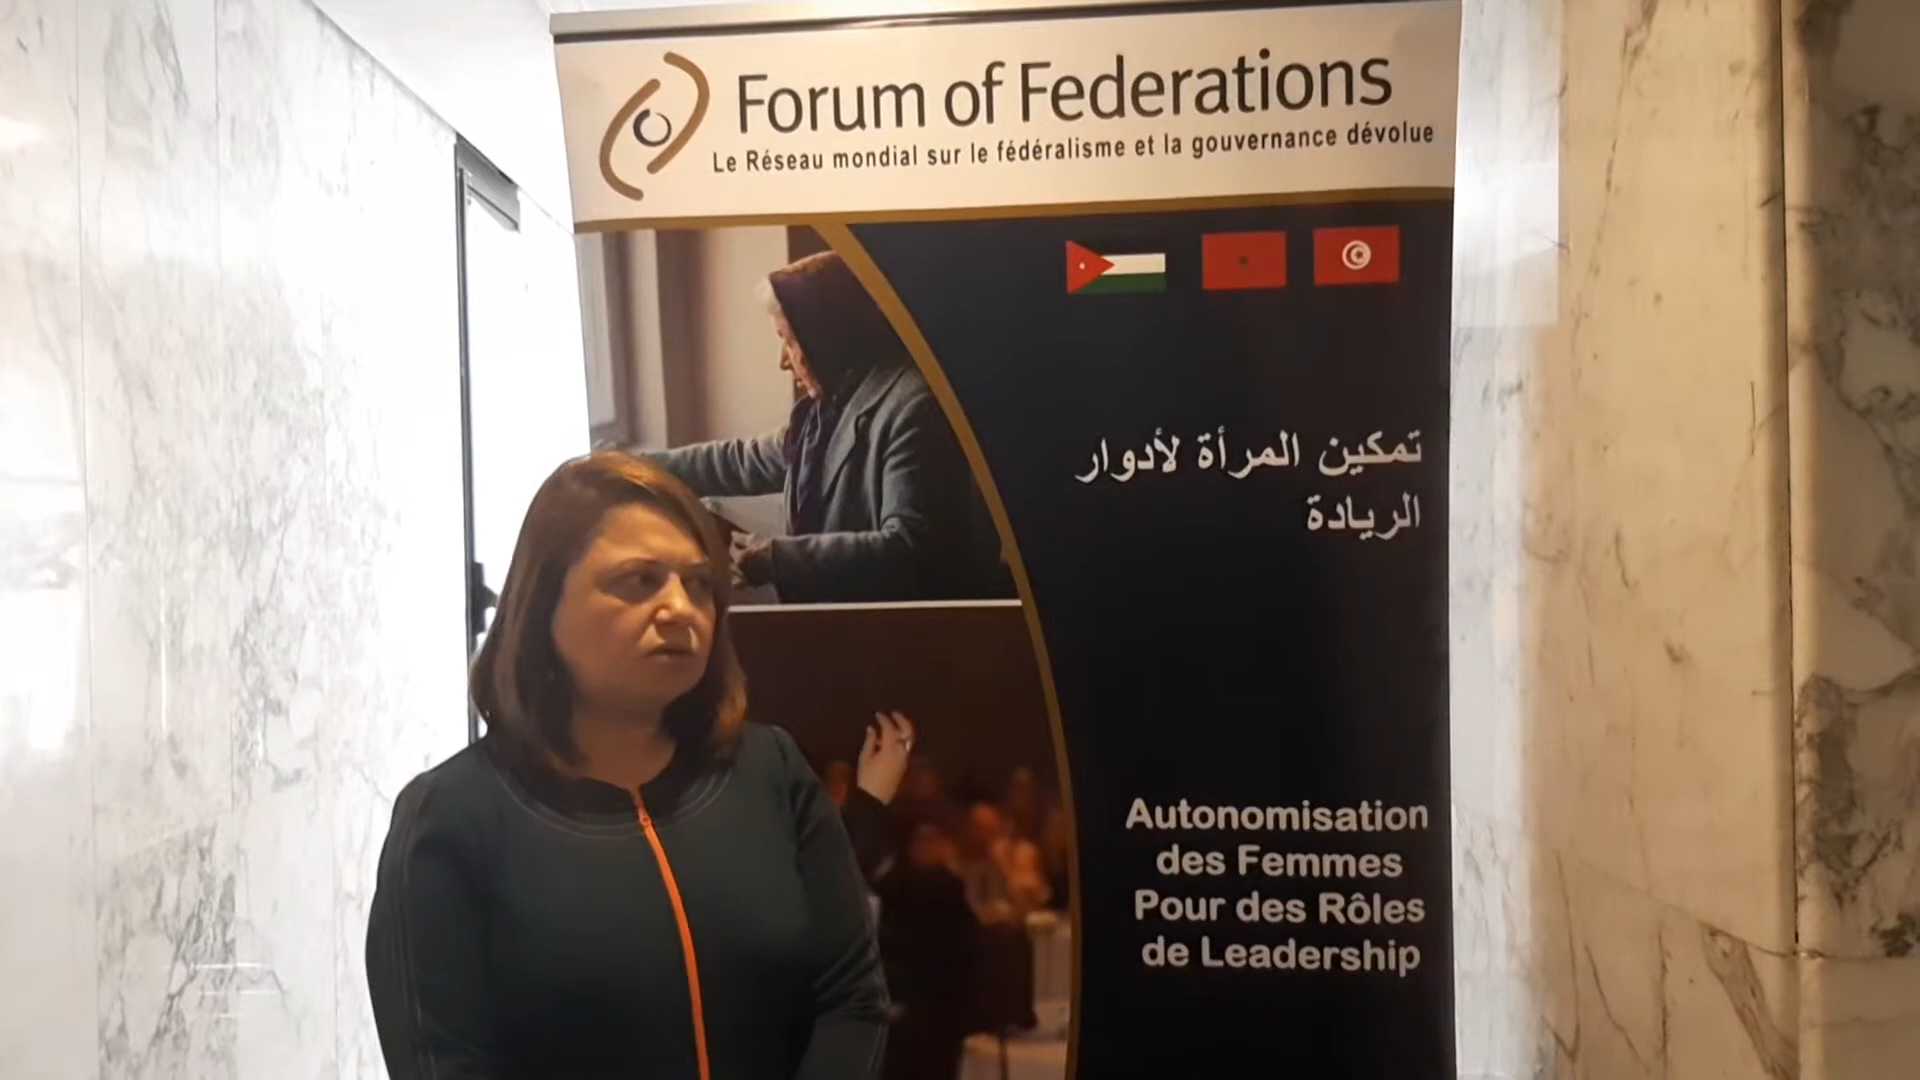 Forum of Federations
Le Réseau mondial sur le fédéralisme et la gouvernance dévolue
تمكين المرأة لأدوار
الريادة
Autonomisation
des Femmes
Pour des Rôles
de Leadership